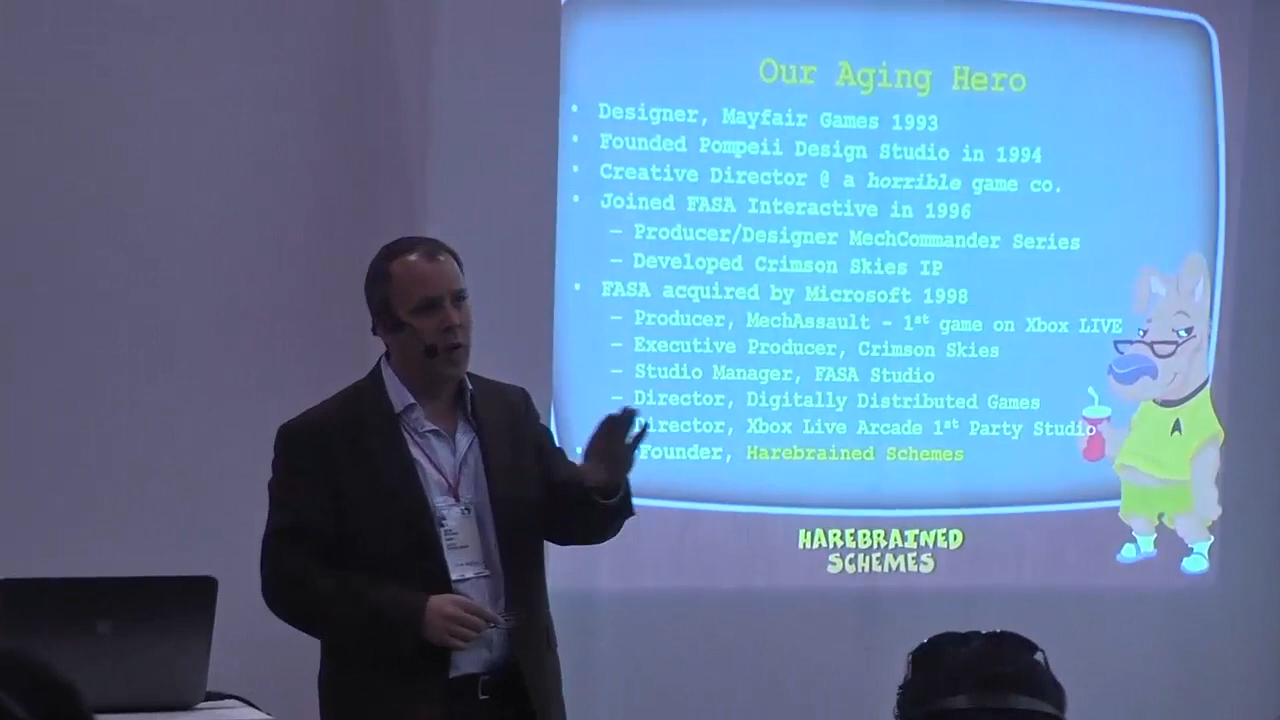 Our Aging Hero
• Designer, Mayfair Games 1993
• Founded Pompeii Design Studio in 1994
• Creative Director @ a horrible game co.
• Joined FASA Interactive in 1996
– Producer/Designer MechCommander Series
– Developed Crimson Skies IP
• FASA acquired by Microsoft 1998
– Producer, MechAssault - 1st game on Xbox LIVE
– Executive Producer, Crimson Skies
– Studio Manager, FASA Studio
– Director, Digitally Distributed Games
Director, Xbox Live Arcade 1st Party Studio
Founder, Harebrained Schemes
HAREBRAINED
SCHEMES